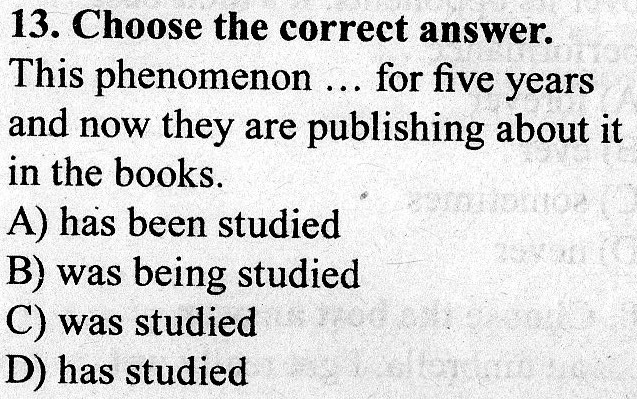 13. Choose the correct answer.
This phenomenon … for five years
and now they are publishing about it
in the books.
A) has been studied
B) was being studied
C) was studied
D) has studied